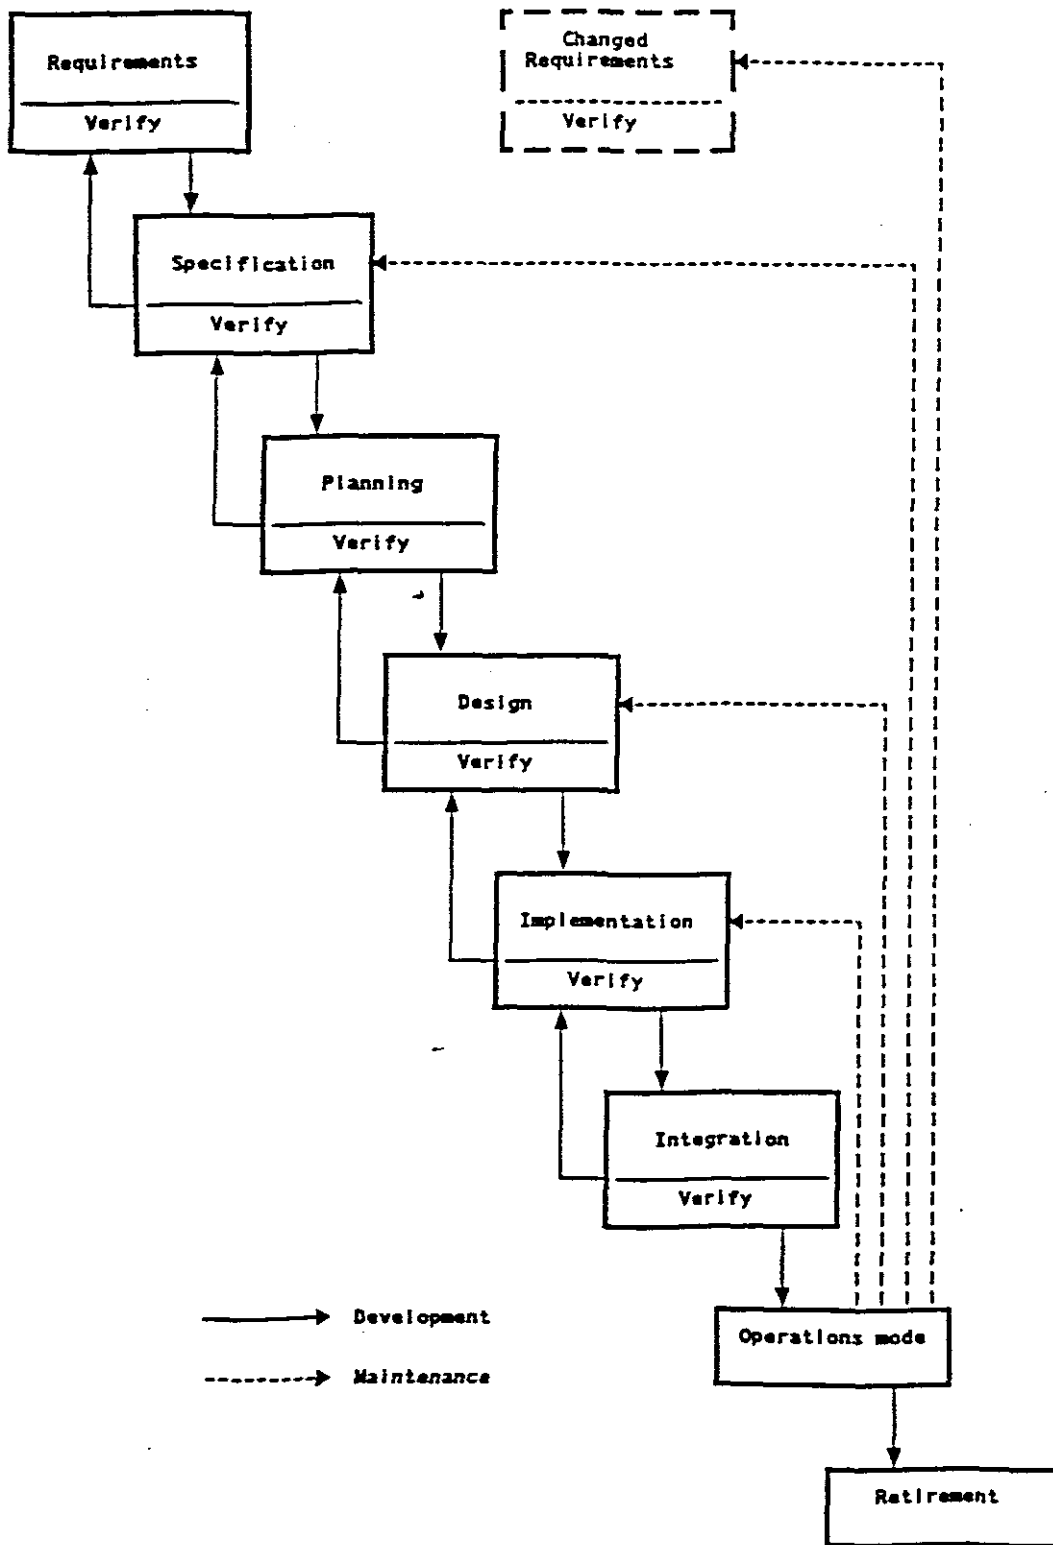 Requirements
Verify
Changed
Requirements
Verify
Specification
Verify
Planning
Verify
Design
Verify
Implementation
Verify
Integration
Verify
Development
Maintenance
Operations mode
Retirement